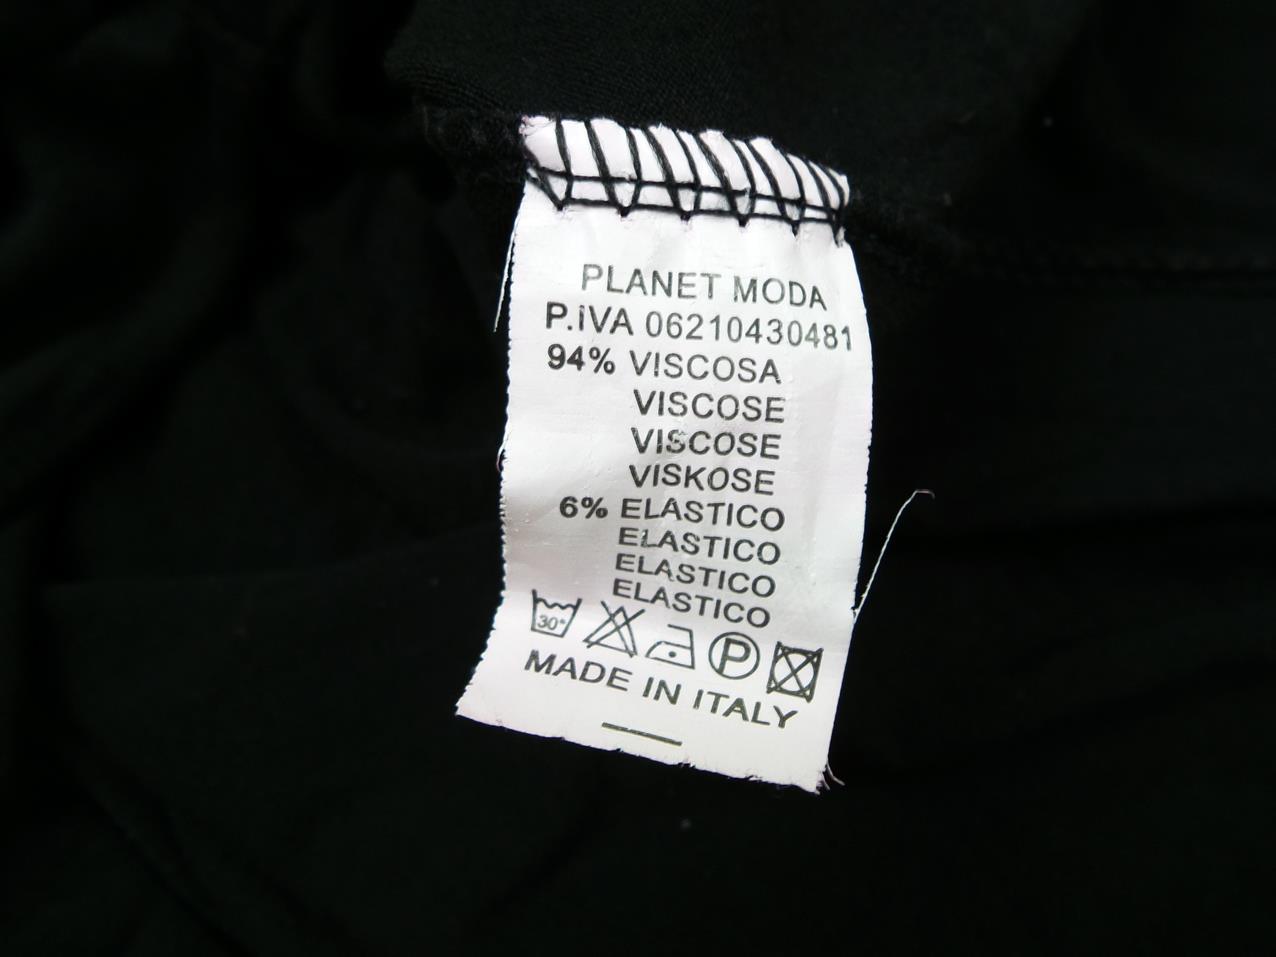 PLANET MODA
P.iVA 06210430481
94% VISCOSA
VISCOSE
VISCOSE
VISKOSE
6% ELASTICO
ELASTICO
ELASTICO
ELASTICO
30° P
MADE IN ITALY